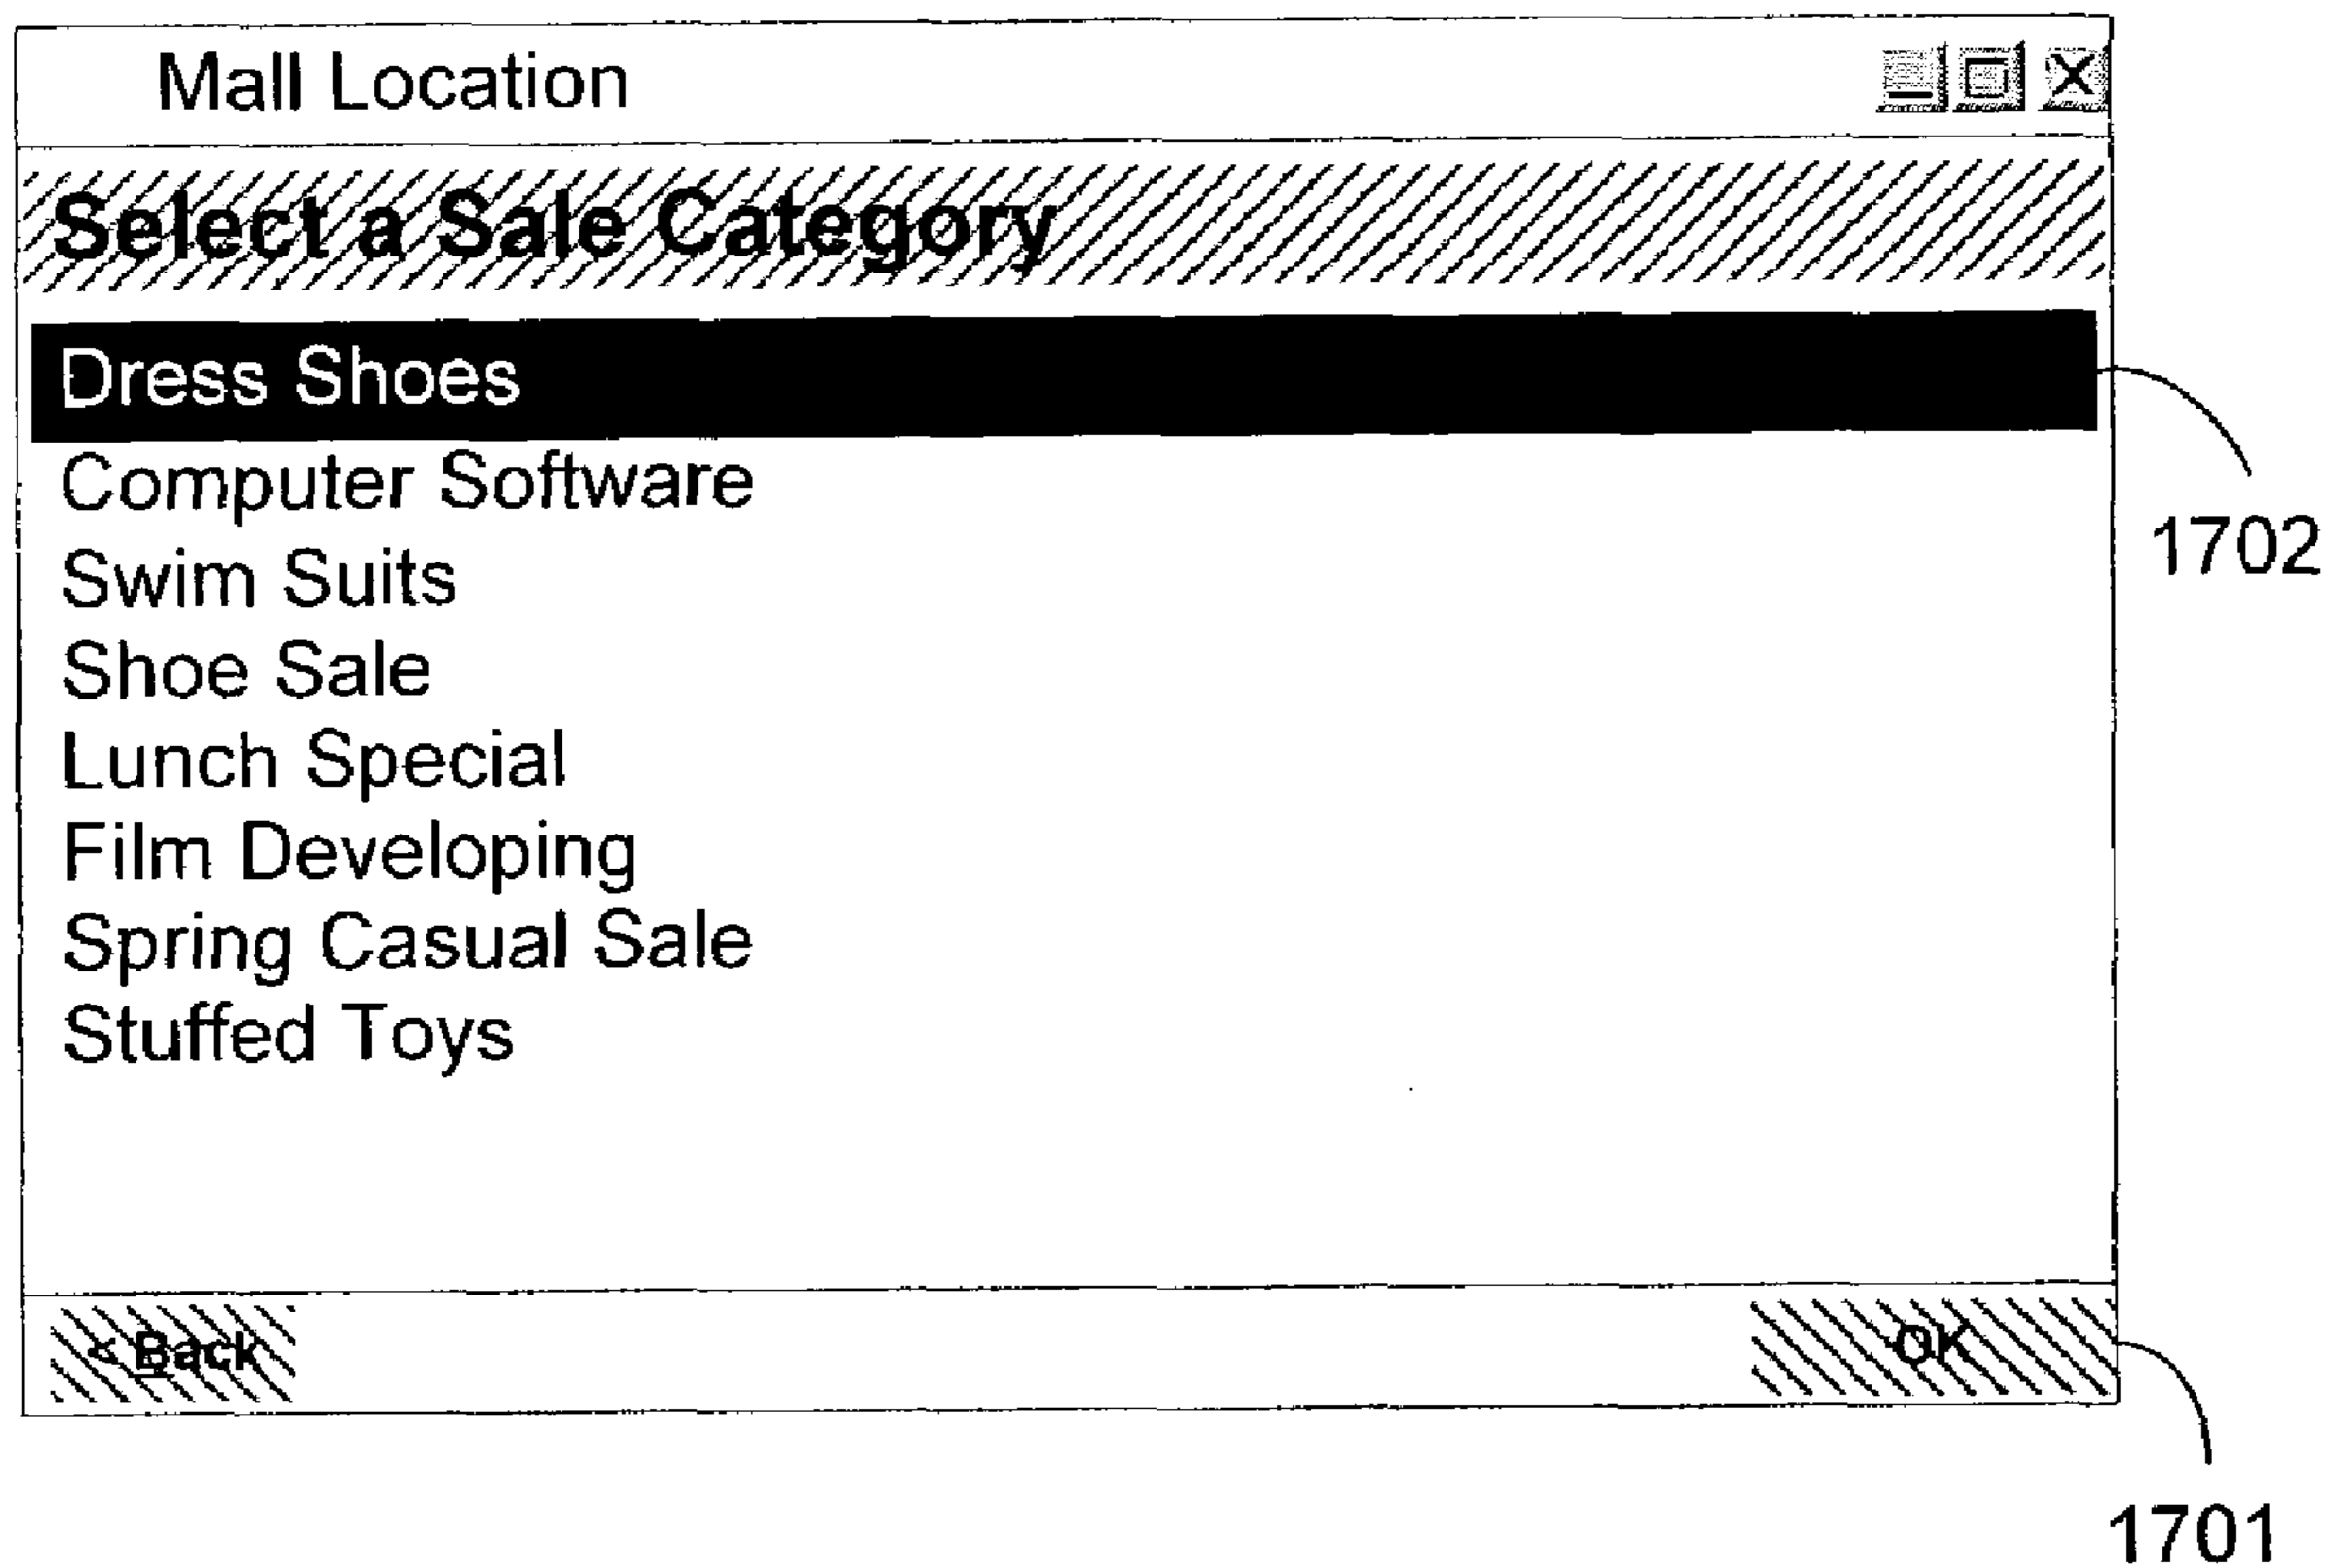 Mall Location
Select a Sale Category
Dress Shoes
Computer Software
Swim Suits
Shoe Sale
Lunch Special
Film Developing
Spring Casual Sale
Stuffed Toys
1702
< Back
OK
1701